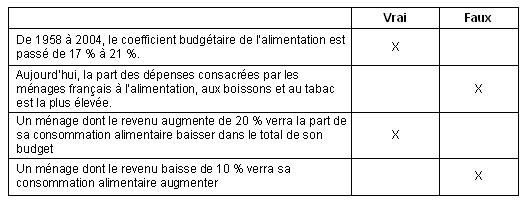 Vrai Faux
De 1958 à 2004, le coefficient budgétaire de l'alimentation est
passé de 17 % à 21 %.
X
Aujourd'hui, la part des dépenses consacrées par les
ménages français à l'alimentation, aux boissons et au tabac
est la plus élevée.
X
Un ménage dont le revenu augmente de 20 % verra la part de
sa consommation alimentaire baisser dans le total de son
budget
X
Un ménage dont le revenu baisse de 10 % verra sa
consommation alimentaire augmenter
X